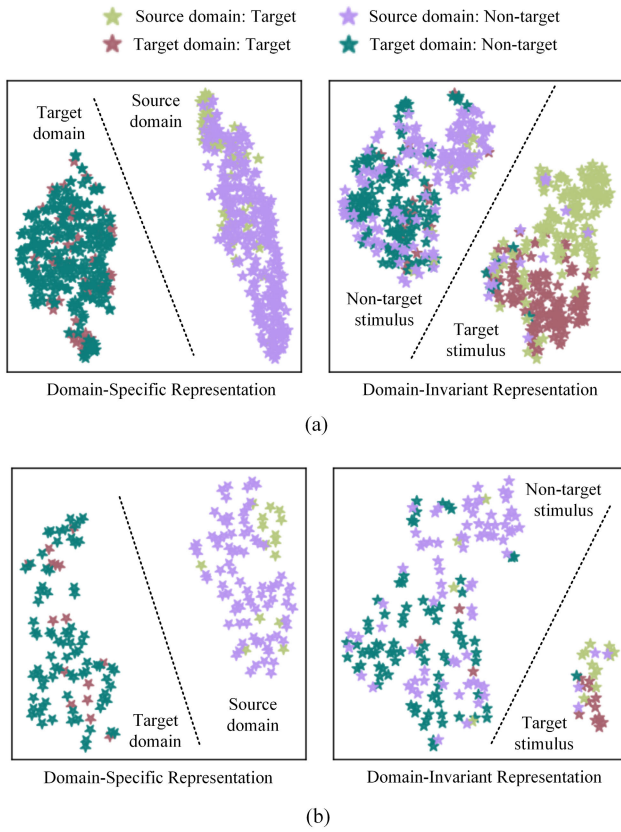 Source domain: Target
Source domain: Non-target
Target domain: Target
Target domain: Non-target
Target
domain
Source
domain
Non-target
stimulus
Target
stimulus
Domain-Specific Representation
Domain-Invariant Representation
(a)
Target
domain
Source
domain
Non-target
stimulus
Target
stimulus
Domain-Specific Representation
Domain-Invariant Representation
(b)